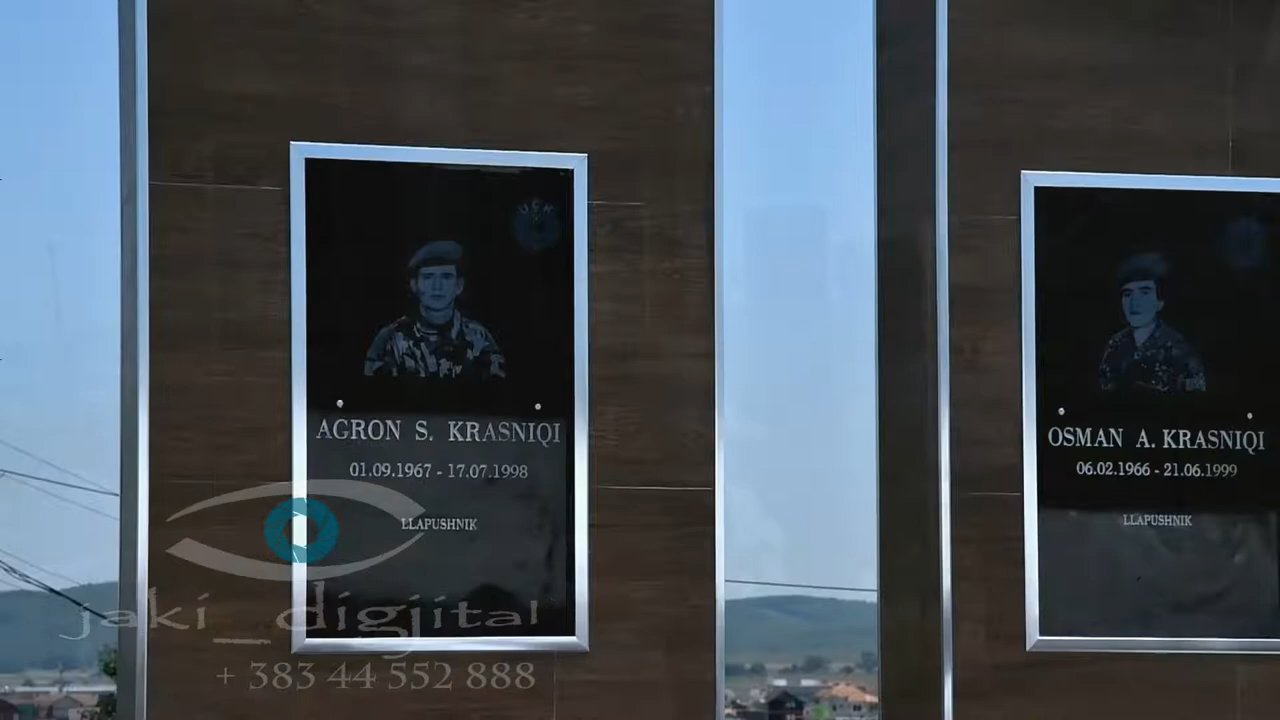 UÇK
AGRON S. KRASNIQI
01.09.1967 - 17.07.1998
LLAPUSHNIK
OSMAN A. KRASNIQI
06.02.1966 - 21.06.1999
LLAPUSHNIK
jaki_digjital
+ 383 44 552 888